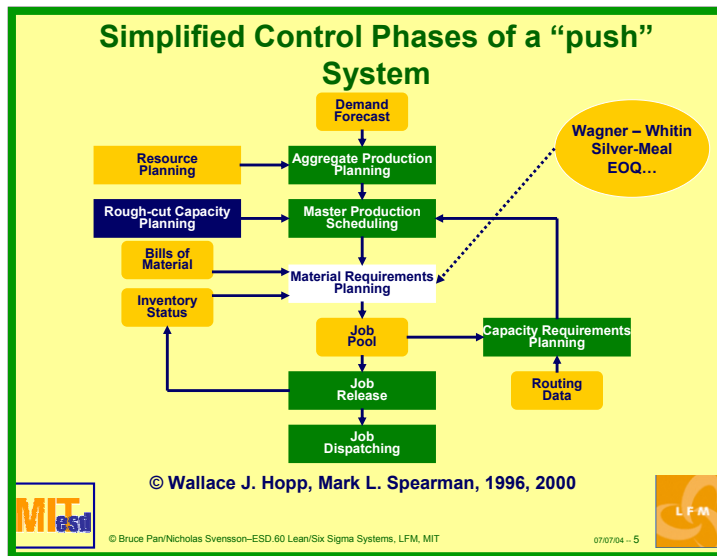 Simplified Control Phases of a “push”
System
Demand
Forecast
Wagner – Whitin
Silver-Meal
EOQ…
Resource
Planning
Aggregate Production
Planning
Rough-cut Capacity
Planning
Master Production
Scheduling
Bills of
Material
Material Requirements
Planning
Inventory
Status
Job
Pool
Capacity Requirements
Planning
Job
Release
Routing
Data
Job
Dispatching
© Wallace J. Hopp, Mark L. Spearman, 1996, 2000
MIT
esd
LFM
© Bruce Pan/Nicholas Svensson–ESD.60 Lean/Six Sigma Systems, LFM, MIT
07/07/04 -- 5